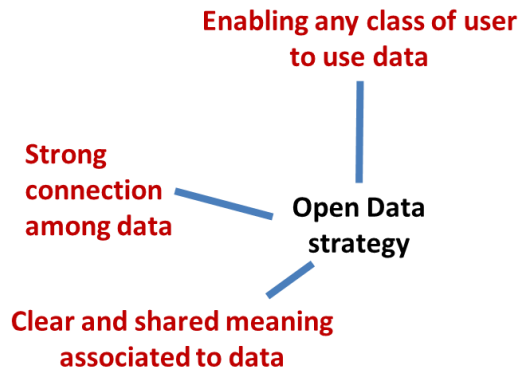 Enabling any class of user
to use data
Strong
connection
among data
Open Data
strategy
Clear and shared meaning
associated to data